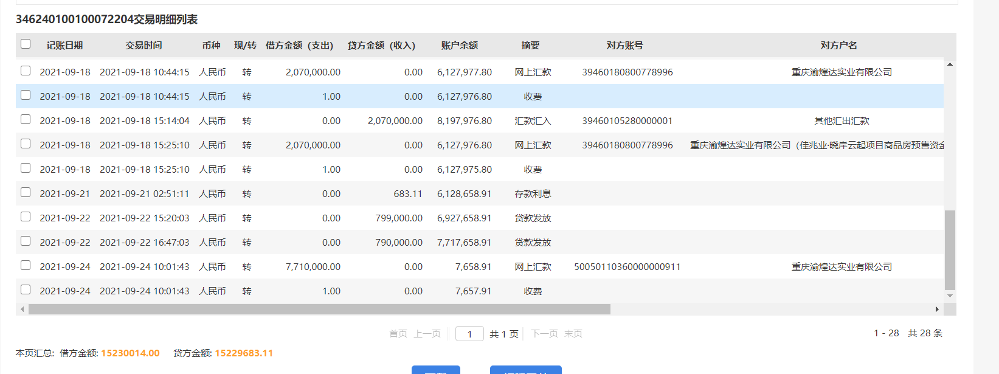 346240100100072204交易明细列表
记账日期 交易时间 币种 现/转 借方金额（支出） 贷方金额（收入） 账户余额 摘要 对方账号 对方户名
2021-09-18 2021-09-18 10:44:15 人民币 转 2,070,000.00 0.00 6,127,977.80 网上汇款 39460180800778996 重庆渝煌达实业有限公司
2021-09-18 2021-09-18 10:44:15 人民币 转 1.00 0.00 6,127,976.80 收费
2021-09-18 2021-09-18 15:14:04 人民币 转 0.00 2,070,000.00 8,197,976.80 汇款汇入 39460105280000001 其他汇出汇款
2021-09-18 2021-09-18 15:25:10 人民币 转 2,070,000.00 0.00 6,127,976.80 网上汇款 39460180800778996 重庆渝煌达实业有限公司（佳兆业·晓岸云起项目商品房预售资金
2021-09-18 2021-09-18 15:25:10 人民币 转 1.00 0.00 6,127,975.80 收费
2021-09-21 2021-09-21 02:51:11 人民币 转 0.00 683.11 6,128,658.91 存款利息
2021-09-22 2021-09-22 15:20:03 人民币 转 0.00 799,000.00 6,927,658.91 贷款发放
2021-09-22 2021-09-22 16:47:03 人民币 转 0.00 790,000.00 7,717,658.91 贷款发放
2021-09-24 2021-09-24 10:01:43 人民币 转 7,710,000.00 0.00 7,658.91 网上汇款 50050110360000000911 重庆渝煌达实业有限公司
2021-09-24 2021-09-24 10:01:43 人民币 转 1.00 0.00 7,657.91 收费
首页 上一页 1 共 1 页 下一页 末页 1 - 28 共 28 条
本页汇总: 借方金额: 15230014.00 贷方金额: 15229683.11